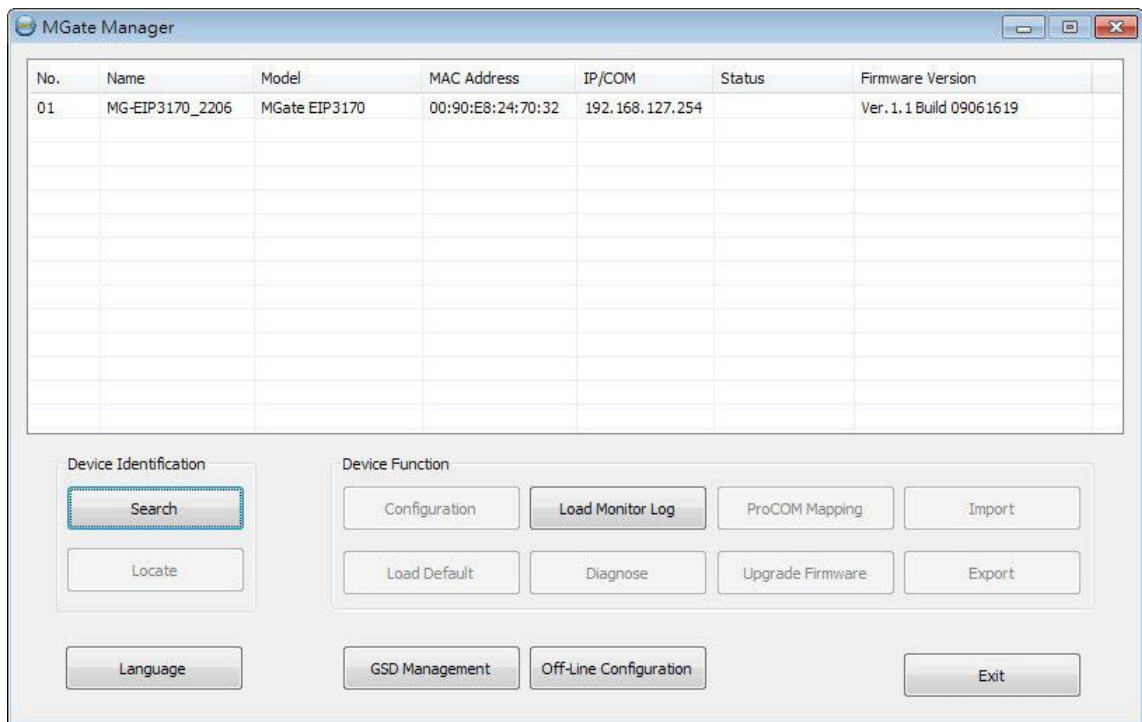 MGate Manager
No. Name Model MAC Address IP/COM Status Firmware Version
01 MG-EIP3170_2206 MGate EIP3170 00:90:E8:24:70:32 192.168.127.254 Ver.1.1 Build 09061619
Device Identification Device Function
Search Configuration Load Monitor Log ProCOM Mapping Import
Locate Load Default Diagnose Upgrade Firmware Export
Language GSD Management Off-Line Configuration Exit